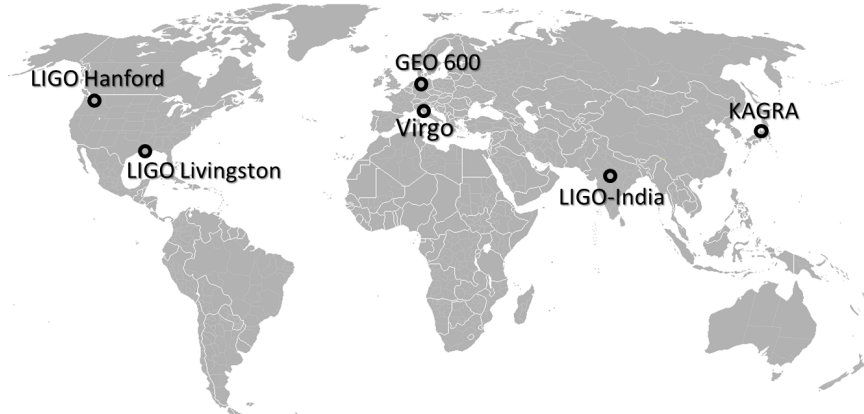 GEO 600
LIGO Hanford
KAGRA
Virgo
LIGO Livingston
LIGO-India